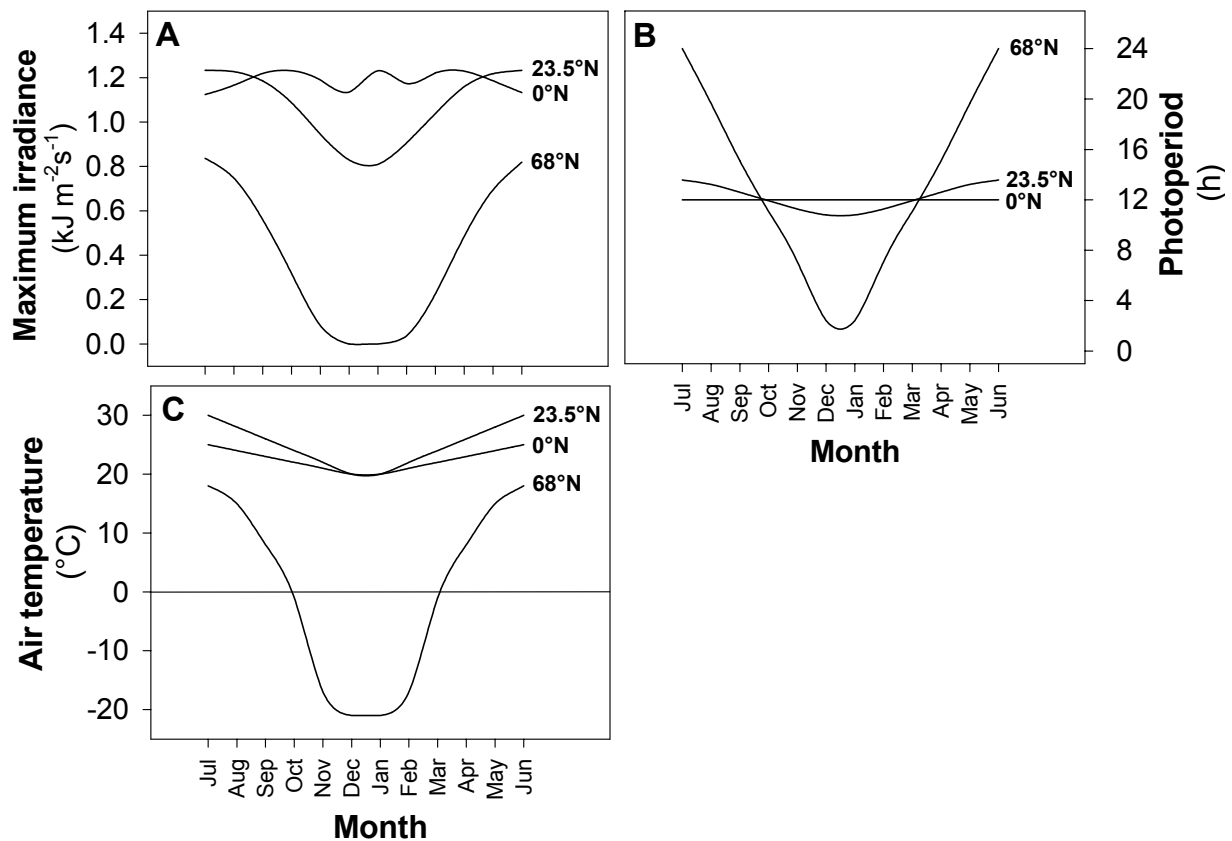 A
Maximum irradiance
(kJ m⁻²s⁻¹)
1.4
1.2
1.0
0.8
0.6
0.4
0.2
0.0
23.5°N
0°N
68°N
B
68°N
23.5°N
0°N
24
20
16
12
8
4
0
Photoperiod
(h)
Jul
Aug
Sep
Oct
Nov
Dec
Jan
Feb
Mar
Apr
May
Jun
Month
C
Air temperature
(°C)
30
20
10
0
-10
-20
23.5°N
0°N
68°N
Jul
Aug
Sep
Oct
Nov
Dec
Jan
Feb
Mar
Apr
May
Jun
Month